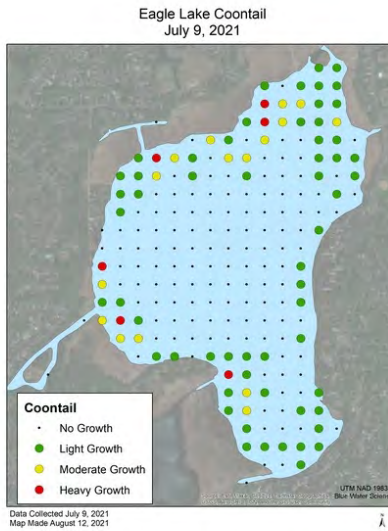 Eagle Lake Coontail
July 9, 2021
Coontail
No Growth
Light Growth
Moderate Growth
Heavy Growth
UTM NAD 1983
Blue Water Scien
Data Collected July 9, 2021
Map Made August 12, 2021